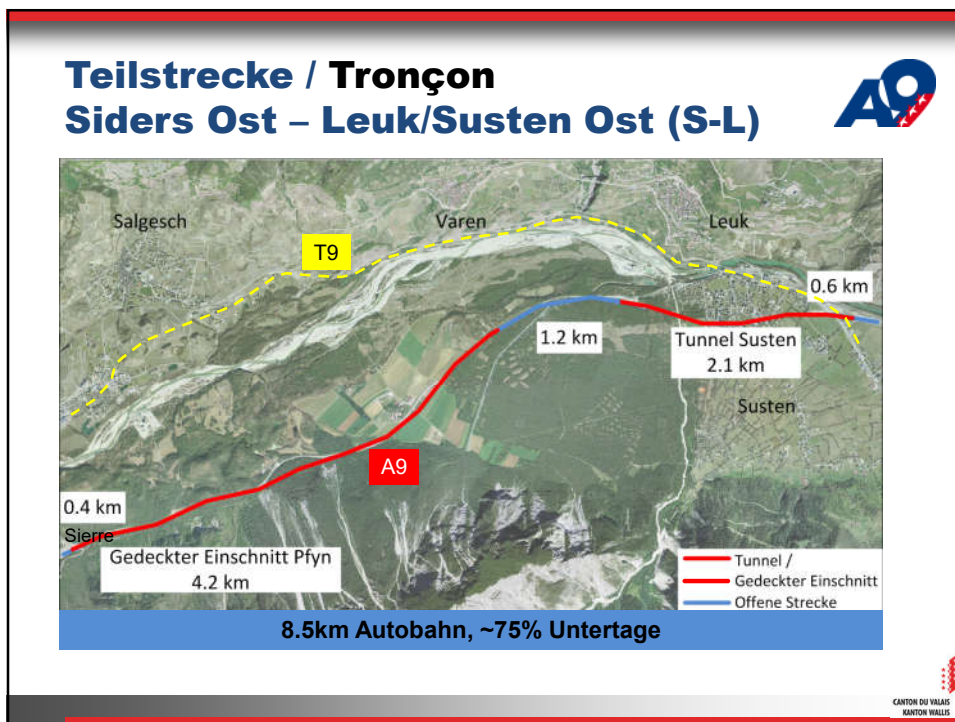 Teilstrecke / Tronçon
Siders Ost – Leuk/Susten Ost (S-L)
A9
Salgesch
Varen
Leuk
T9
0.6 km
1.2 km
Tunnel Susten
2.1 km
Susten
A9
0.4 km
Sierre
Gedeckter Einschnitt Pfyn
4.2 km
Tunnel /
Gedeckter Einschnitt
Offene Strecke
8.5km Autobahn, ~75% Untertage
CANTON DU VALAIS
KANTON WALLIS